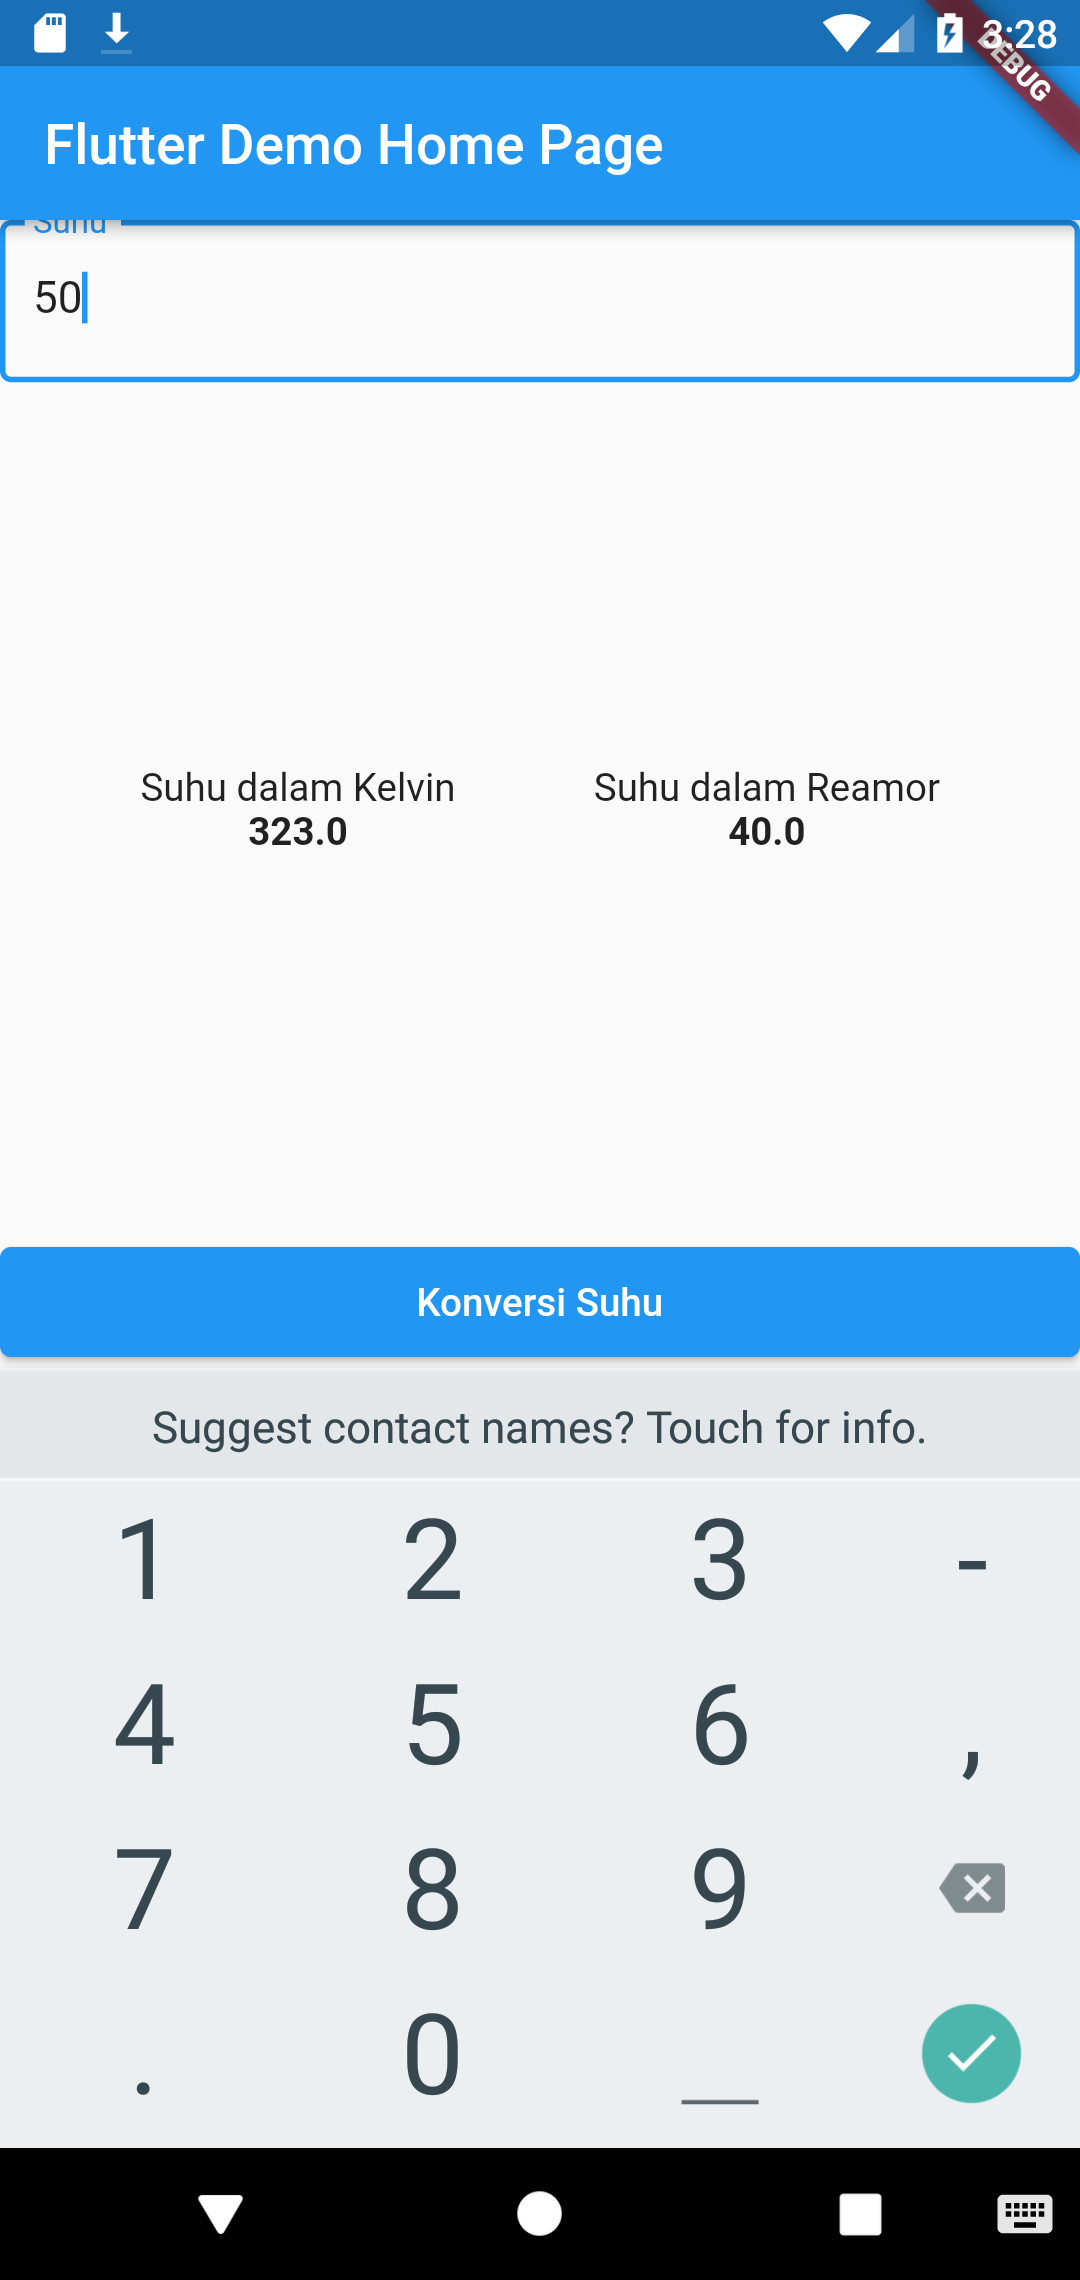 3:28
DEBUG
Flutter Demo Home Page
Suhu
50
Suhu dalam Kelvin
323.0
Suhu dalam Reamor
40.0
Konversi Suhu
Suggest contact names? Touch for info.
1 2 3 -
4 5 6 ,
7 8 9
. 0